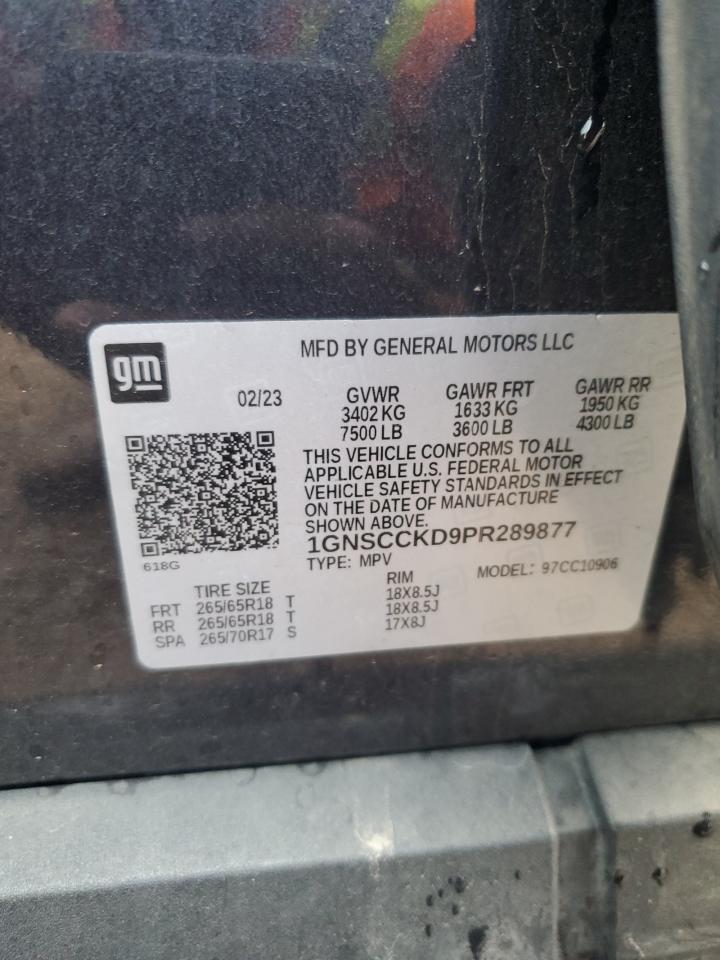 gm
MFD BY GENERAL MOTORS LLC
02/23
GVWR GAWR FRT GAWR RR
3402 KG 1633 KG 1950 KG
7500 LB 3600 LB 4300 LB
THIS VEHICLE CONFORMS TO ALL
APPLICABLE U.S. FEDERAL MOTOR
VEHICLE SAFETY STANDARDS IN EFFECT
ON THE DATE OF MANUFACTURE
SHOWN ABOVE.
1GNSCCKD9PR289877
618G
TYPE: MPV MODEL: 97CC10906
TIRE SIZE RIM
FRT 265/65R18 T 18X8.5J
RR 265/65R18 T 18X8.5J
SPA 265/70R17 S 17X8J